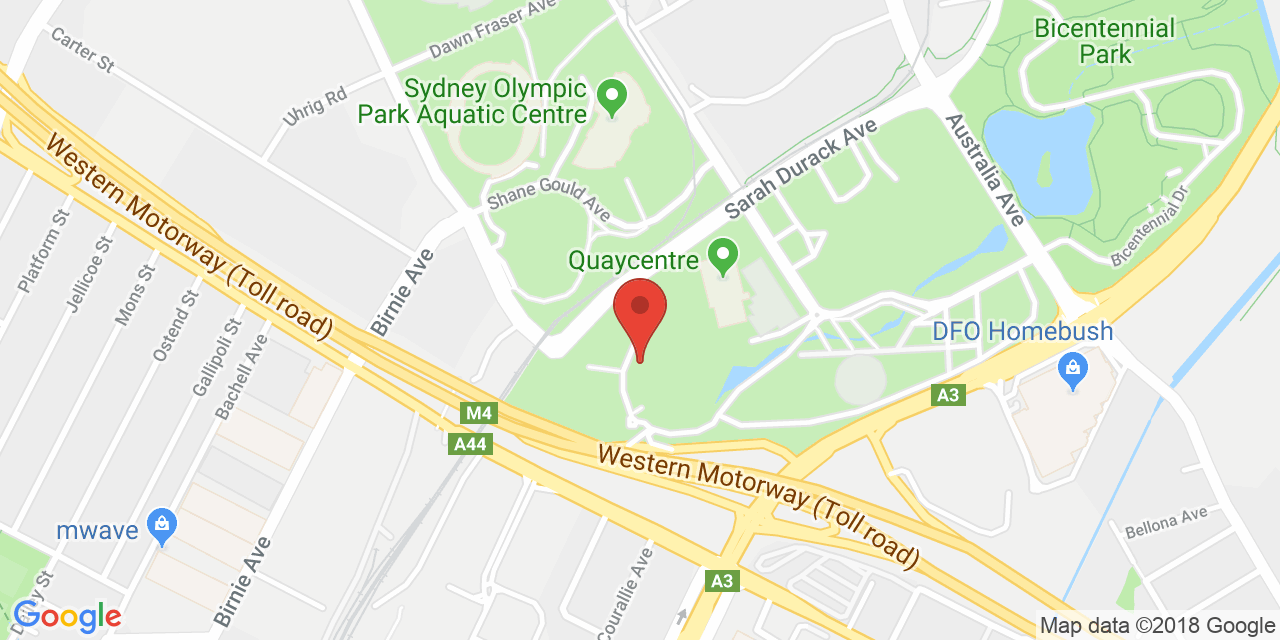 Dawn Fraser Ave
Carter St
Bicentennial
Park
Sydney Olympic
Park Aquatic Centre
Uhrig Rd
Sarah Durack Ave
Australia Ave
Western Motorway (Toll road)
Shane Gould Ave
Bicentennial Dr
Platform St
Jellicoe St
Mons St
Ostend St
Gallipoli St
Bachell Ave
Birnie Ave
Quaycentre
DFO Homebush
A3
M4
A44
Western Motorway (Toll road)
mwave
Bellona Ave
Birnie Ave
A3
Courallie Ave
Google
Map data ©2018 Google